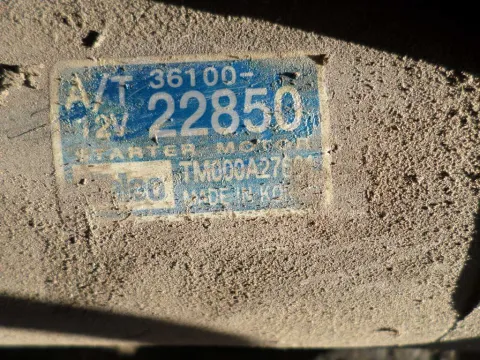 A/T 36100-
12V 22850
STARTER MOTOR
TM000A27
MADE IN KO